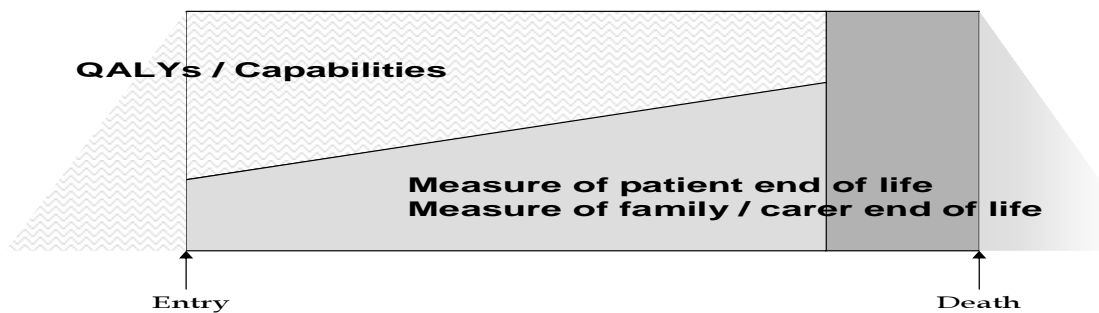 QALYs / Capabilities
Measure of patient end of life
Measure of family / carer end of life
Entry
Death